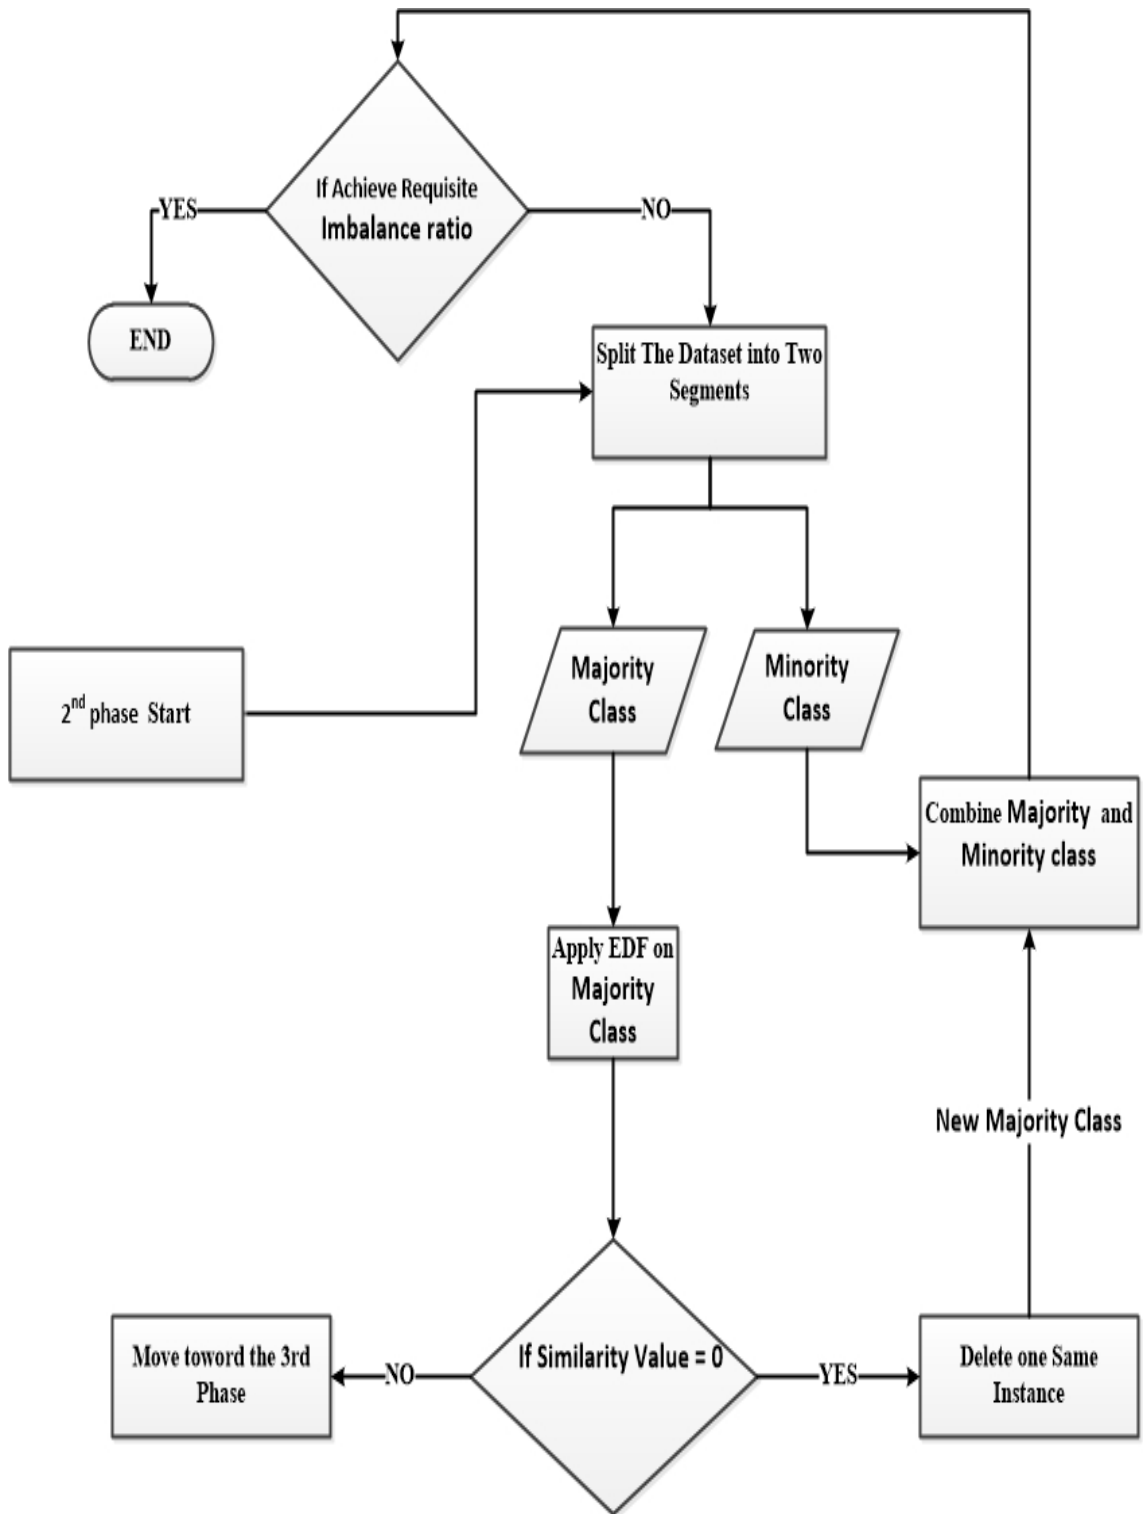 If Achieve Requisite
Imbalance ratio
YES
NO
END
Split The Dataset into Two
Segments
2nd phase Start
Majority
Class
Minority
Class
Combine Majority and
Minority class
Apply EDF on
Majority
Class
New Majority Class
If Similarity Value = 0
NO
YES
Move toword the 3rd
Phase
Delete one Same
Instance